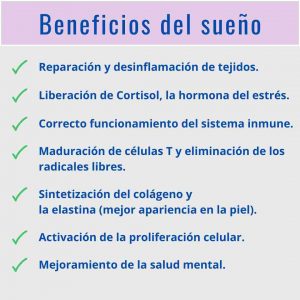 Beneficios del sueño
Reparación y desinflamación de tejidos.
Liberación de Cortisol, la hormona del estrés.
Correcto funcionamiento del sistema inmune.
Maduración de células T y eliminación de los
radicales libres.
Sintetización del colágeno y
la elastina (mejor apariencia en la piel).
Activación de la proliferación celular.
Mejoramiento de la salud mental.